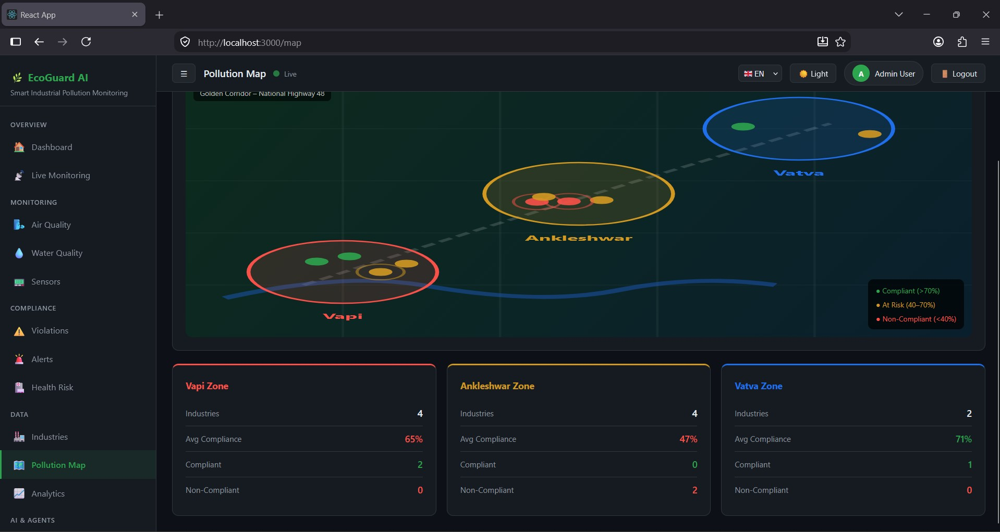 React App
http://localhost:3000/map
EcoGuard AI
Smart Industrial Pollution Monitoring
OVERVIEW
Dashboard
Live Monitoring
MONITORING
Air Quality
Water Quality
Sensors
COMPLIANCE
Violations
Alerts
Health Risk
DATA
Industries
Pollution Map
Analytics
AI & AGENTS
Pollution Map
Live
EN
Light
A
Admin User
Logout
Golden Corridor – National Highway 48
Vatva
Ankleshwar
Vapi
Compliant (>70%)
At Risk (40–70%)
Non-Compliant (<40%)
Vapi Zone
Industries 4
Avg Compliance 65%
Compliant 2
Non-Compliant 0
Ankleshwar Zone
Industries 4
Avg Compliance 47%
Compliant 0
Non-Compliant 2
Vatva Zone
Industries 2
Avg Compliance 71%
Compliant 1
Non-Compliant 0